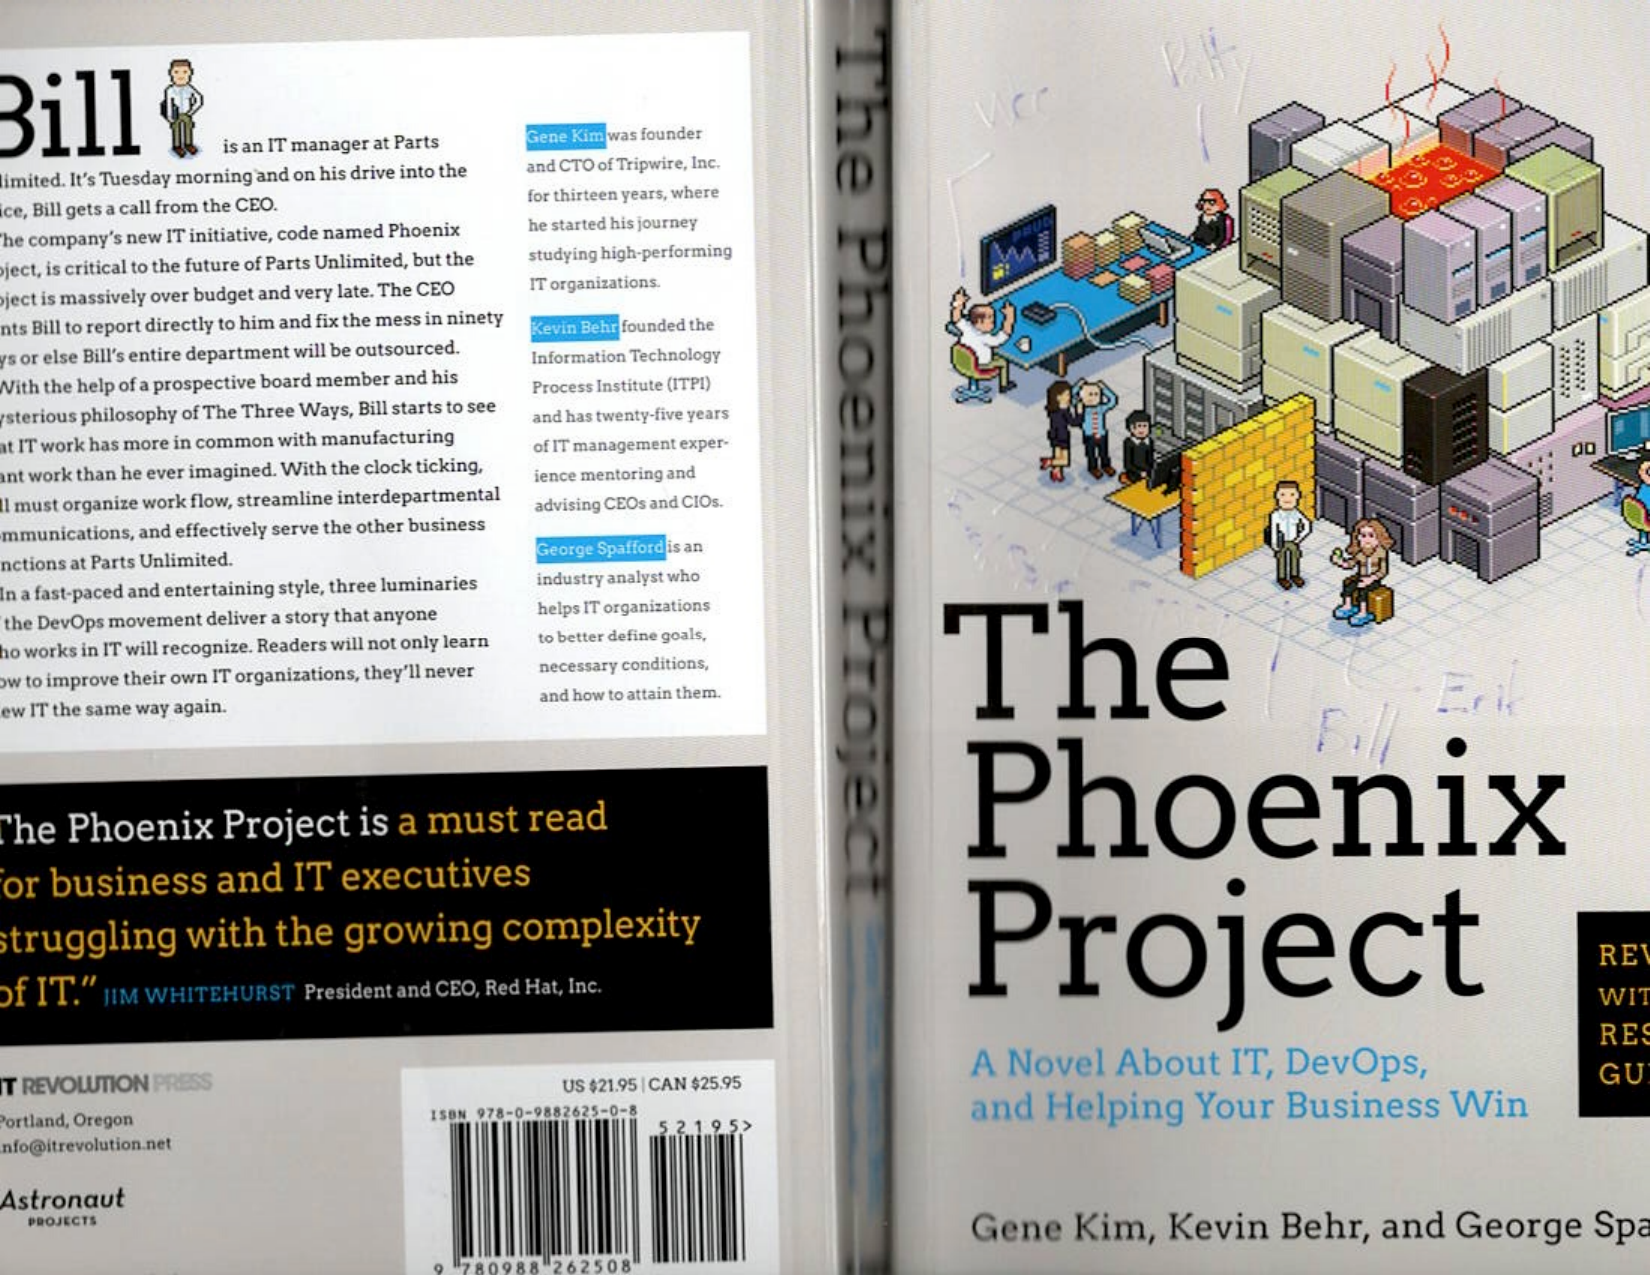 Bill
is an IT manager at Parts
limited. It's Tuesday morning and on his drive into the
ice, Bill gets a call from the CEO.
The company's new IT initiative, code named Phoenix
oject, is critical to the future of Parts Unlimited, but the
oject is massively over budget and very late. The CEO
nts Bill to report directly to him and fix the mess in ninety
ys or else Bill's entire department will be outsourced.
With the help of a prospective board member and his
ysterious philosophy of The Three Ways, Bill starts to see
at IT work has more in common with manufacturing
ant work than he ever imagined. With the clock ticking,
ll must organize work flow, streamline interdepartmental
mmunications, and effectively serve the other business
nctions at Parts Unlimited.
In a fast-paced and entertaining style, three luminaries
the DevOps movement deliver a story that anyone
ho works in IT will recognize. Readers will not only learn
ow to improve their own IT organizations, they'll never
ew IT the same way again.
Gene Kim was founder
and CTO of Tripwire, Inc.
for thirteen years, where
he started his journey
studying high-performing
IT organizations.
Kevin Behr founded the
Information Technology
Process Institute (ITPI)
and has twenty-five years
of IT management exper-
ience mentoring and
advising CEOs and CIOs.
George Spafford is an
industry analyst who
helps IT organizations
to better define goals,
necessary conditions,
and how to attain them.
The Phoenix Project is a must read
for business and IT executives
struggling with the growing complexity
of IT." JIM WHITEHURST President and CEO, Red Hat, Inc.
IT REVOLUTION PRESS
Portland, Oregon
info@itrevolution.net
Astronaut
PROJECTS
US $21.95 | CAN $25.95
ISBN 978-0-9882625-0-8
5 2 1 9 5 >
9 780988 262508
The Phoenix Project
Patty
Erik
Bill
The
Phoenix
Project
A Novel About IT, DevOps,
and Helping Your Business Win
REV
WIT
RES
GUI
Gene Kim, Kevin Behr, and George Spa